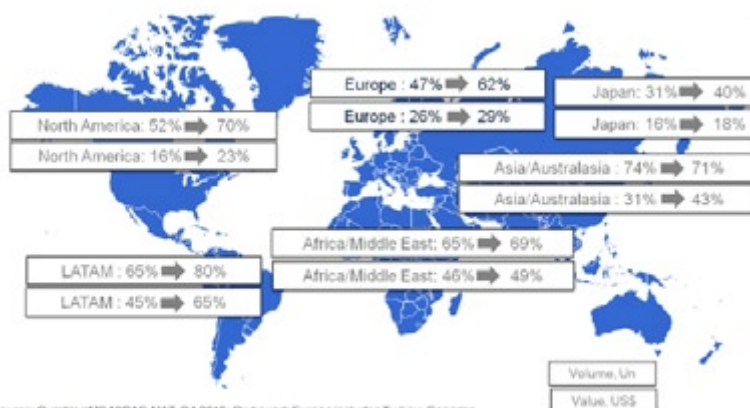 Europe : 47% ➡ 62%
Europe : 26% ➡ 29%
Japan: 31% ➡ 40%
Japan: 16% ➡ 18%
North America: 52% ➡ 70%
North America: 16% ➡ 23%
Asia/Australasia : 74% ➡ 71%
Asia/Australasia : 31% ➡ 43%
Africa/Middle East: 65% ➡ 69%
Africa/Middle East: 46% ➡ 49%
LATAM : 65% ➡ 80%
LATAM : 45% ➡ 65%
Volume, Un
Value, US$